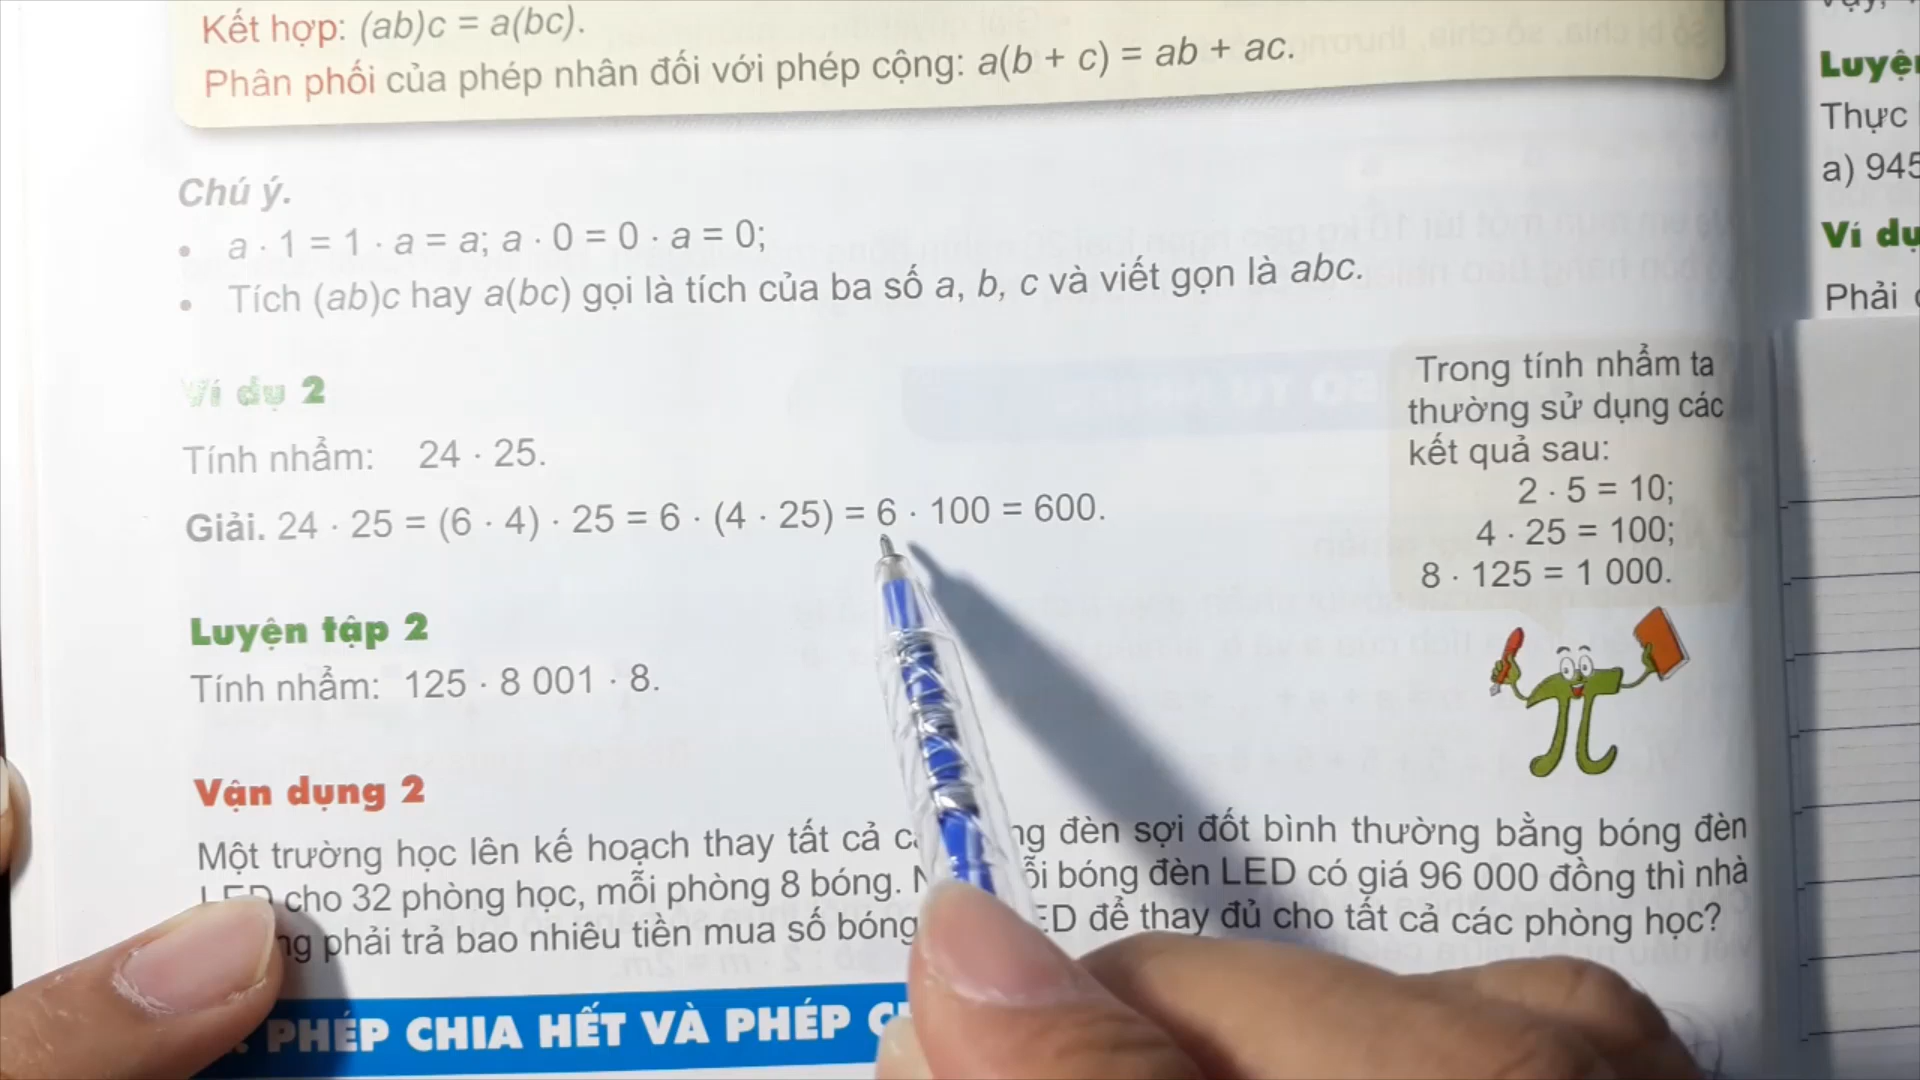 Kết hợp: (ab)c = a(bc).
Phân phối của phép nhân đối với phép cộng: a(b + c) = ab + ac.
Chú ý.
• a · 1 = 1 · a = a; a · 0 = 0 · a = 0;
• Tích (ab)c hay a(bc) gọi là tích của ba số a, b, c và viết gọn là abc.
Ví dụ 2
Tính nhẩm: 24 · 25.
Giải. 24 · 25 = (6 · 4) · 25 = 6 · (4 · 25) = 6 · 100 = 600.
Trong tính nhẩm ta
thường sử dụng các
kết quả sau:
2 · 5 = 10;
4 · 25 = 100;
8 · 125 = 1 000.
Luyện tập 2
Tính nhẩm: 125 · 8 001 · 8.
Vận dụng 2
Một trường học lên kế hoạch thay tất cả đèn sợi đốt bình thường bằng bóng đèn
LED cho 32 phòng học, mỗi phòng 8 bóng. bóng đèn LED có giá 96 000 đồng thì nhà
phải trả bao nhiêu tiền mua số bóng để thay đủ cho tất cả các phòng học?
PHÉP CHIA HẾT VÀ PHÉP
Thực
a) 945
Ví dụ
Phải